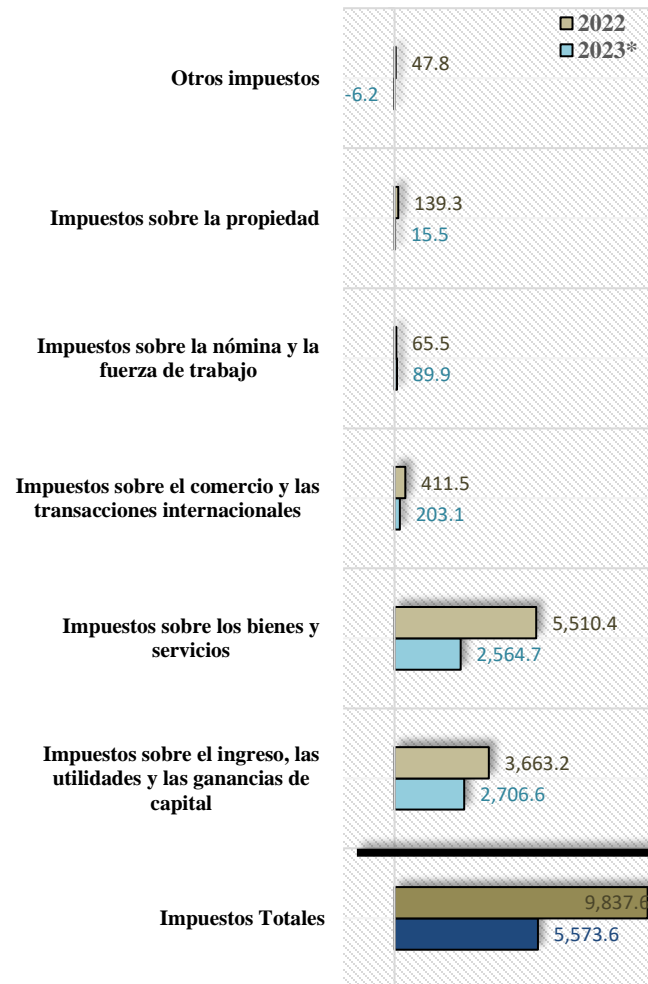 2022
2023*
Otros impuestos
47.8
-6.2
Impuestos sobre la propiedad
139.3
15.5
Impuestos sobre la nómina y la
fuerza de trabajo
65.5
89.9
Impuestos sobre el comercio y las
transacciones internacionales
411.5
203.1
Impuestos sobre los bienes y
servicios
5,510.4
2,564.7
Impuestos sobre el ingreso, las
utilidades y las ganancias de
capital
3,663.2
2,706.6
Impuestos Totales
9,837.6
5,573.6